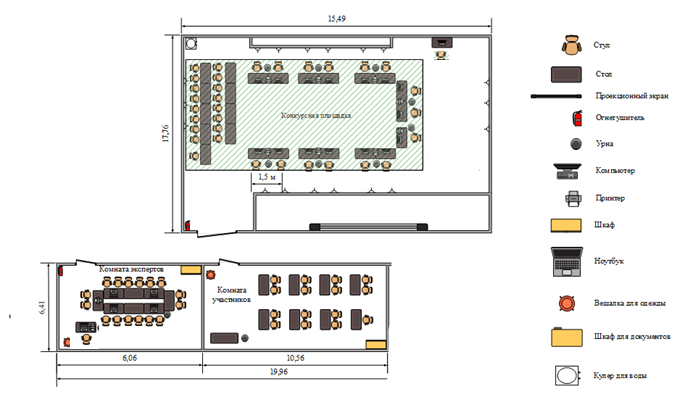 15,49
17,76
Конкурсная площадка
1,5 м
Комната экспертов
Комната
участников
6,41
6,06
10,56
19,96
Стул
Стол
Проекционный экран
Огнетушитель
Урна
Компьютер
Принтер
Шкаф
Ноутбук
Вешалка для одежды
Шкаф для документов
Кулер для воды